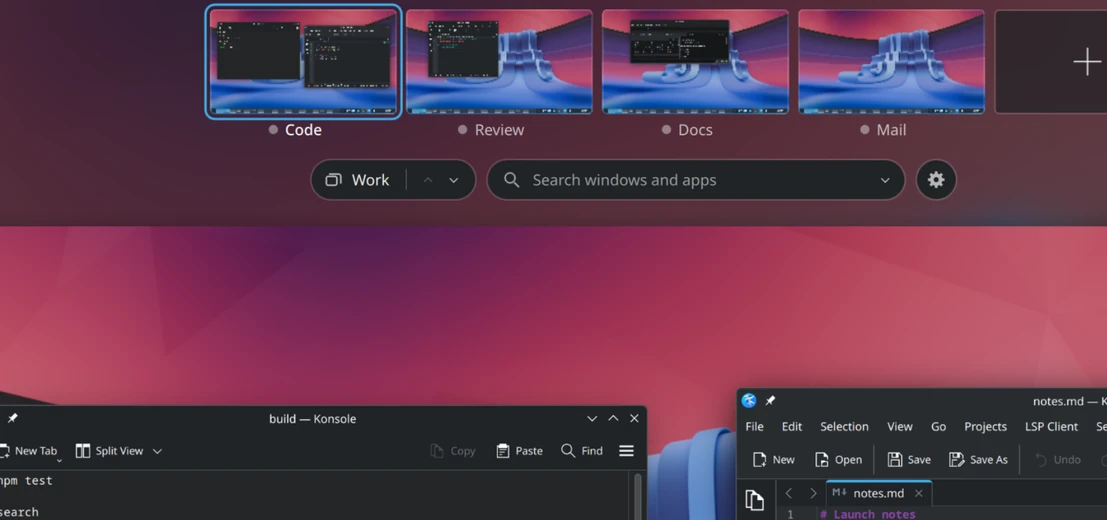 Code
Review
Docs
Mail
Work
Search windows and apps
build — Konsole
New Tab
Split View
Copy
Paste
Find
npm test
search
notes.md —
File
Edit
Selection
View
Go
Projects
LSP Client
New
Open
Save
Save As
Undo
notes.md
1 # Launch notes